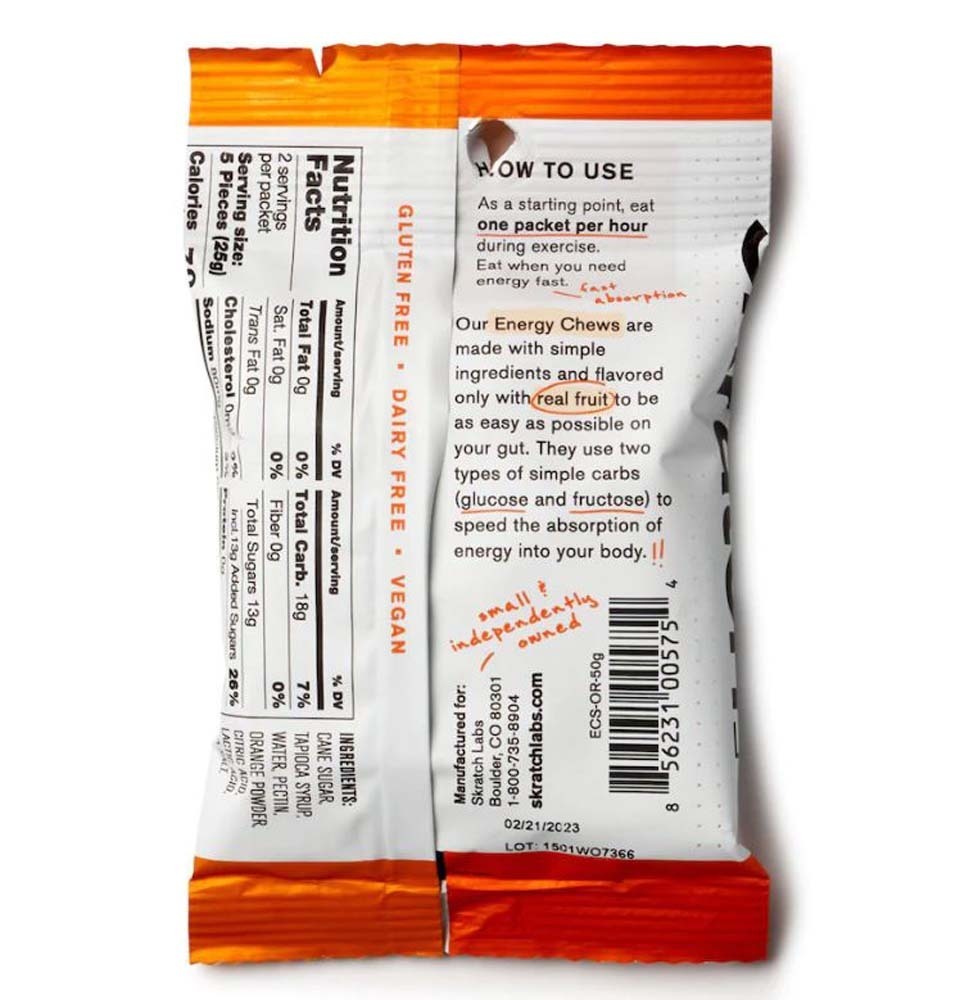 HOW TO USE
As a starting point, eat
one packet per hour
during exercise.
Eat when you need
energy fast.
fast
absorption
Our Energy Chews are
made with simple
ingredients and flavored
only with real fruit to be
as easy as possible on
your gut. They use two
types of simple carbs
(glucose and fructose) to
speed the absorption of
energy into your body. !!
small &
independently
owned
Manufactured for:
Skratch Labs
Boulder, CO 80301
1-800-735-8904
skratchlabs.com
ECS-OR-50g
8 56231 00575 4
02/21/2023
LOT: 1501WO7366
GLUTEN FREE • DAIRY FREE • VEGAN
Nutrition
Facts
2 servings
per packet
Serving size:
5 Pieces (25g)
Calories
Amount/serving % DV
Total Fat 0g 0%
Sat. Fat 0g 0%
Trans Fat 0g
Cholesterol 0%
Sodium
Amount/serving % DV
Total Carb. 18g 7%
Fiber 0g 0%
Total Sugars 13g
Incl. 13g Added Sugars 26%
Protein 0g
INGREDIENTS:
CANE SUGAR,
TAPIOCA SYRUP,
WATER, PECTIN,
ORANGE POWDER
CITRIC ACID,
LACTIC ACID,